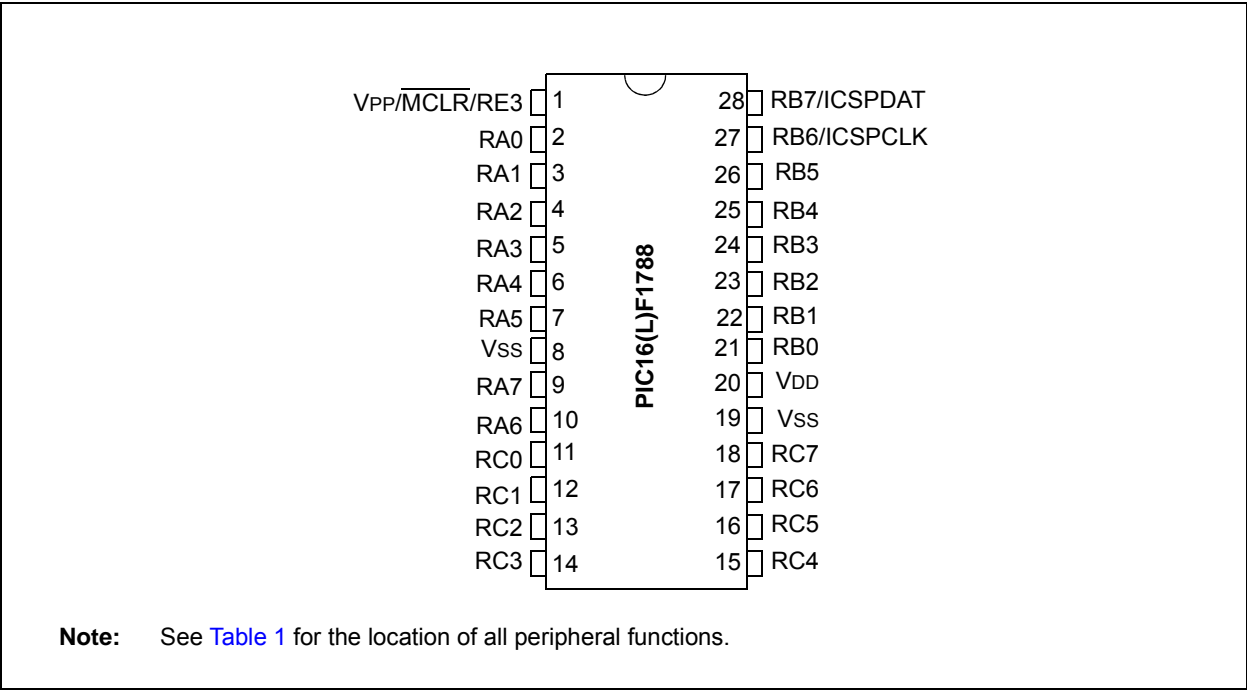 VPP/MCLR/RE3 1 28 RB7/ICSPDAT
RA0 2 27 RB6/ICSPCLK
RA1 3 26 RB5
RA2 4 25 RB4
RA3 5 24 RB3
RA4 6 23 RB2
RA5 7 22 RB1
VSS 8 21 RB0
RA7 9 20 VDD
RA6 10 19 VSS
RC0 11 18 RC7
RC1 12 17 RC6
RC2 13 16 RC5
RC3 14 15 RC4
PIC16(L)F1788
Note: See Table 1 for the location of all peripheral functions.